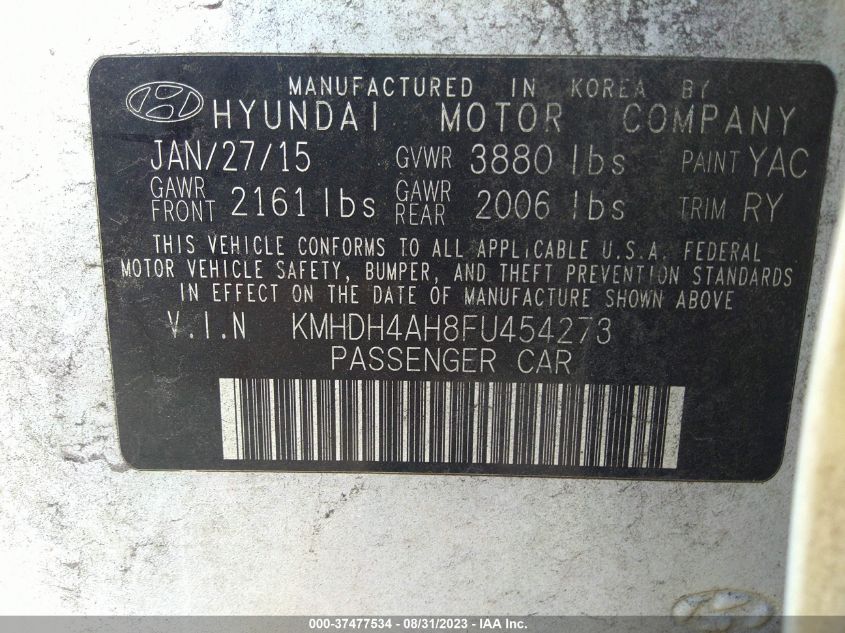 MANUFACTURED IN KOREA BY
HYUNDAI MOTOR COMPANY
JAN/27/15 GVWR 3880 lbs PAINT YAC
GAWR FRONT 2161 lbs GAWR REAR 2006 lbs TRIM RY
THIS VEHICLE CONFORMS TO ALL APPLICABLE U.S.A. FEDERAL
MOTOR VEHICLE SAFETY, BUMPER, AND THEFT PREVENTION STANDARDS
IN EFFECT ON THE DATE OF MANUFACTURE SHOWN ABOVE
V.I.N KMHDH4AH8FU454273
PASSENGER CAR
000-37477534 - 08/31/2023 - IAA Inc.